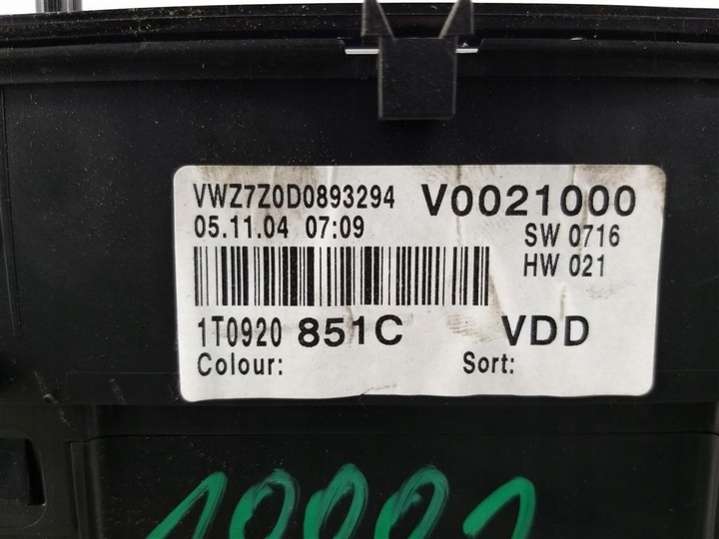 VWZ7Z0D0893294 V0021000
05.11.04 07:09 SW 0716
HW 021
1T0920 851C VDD
Colour: Sort: